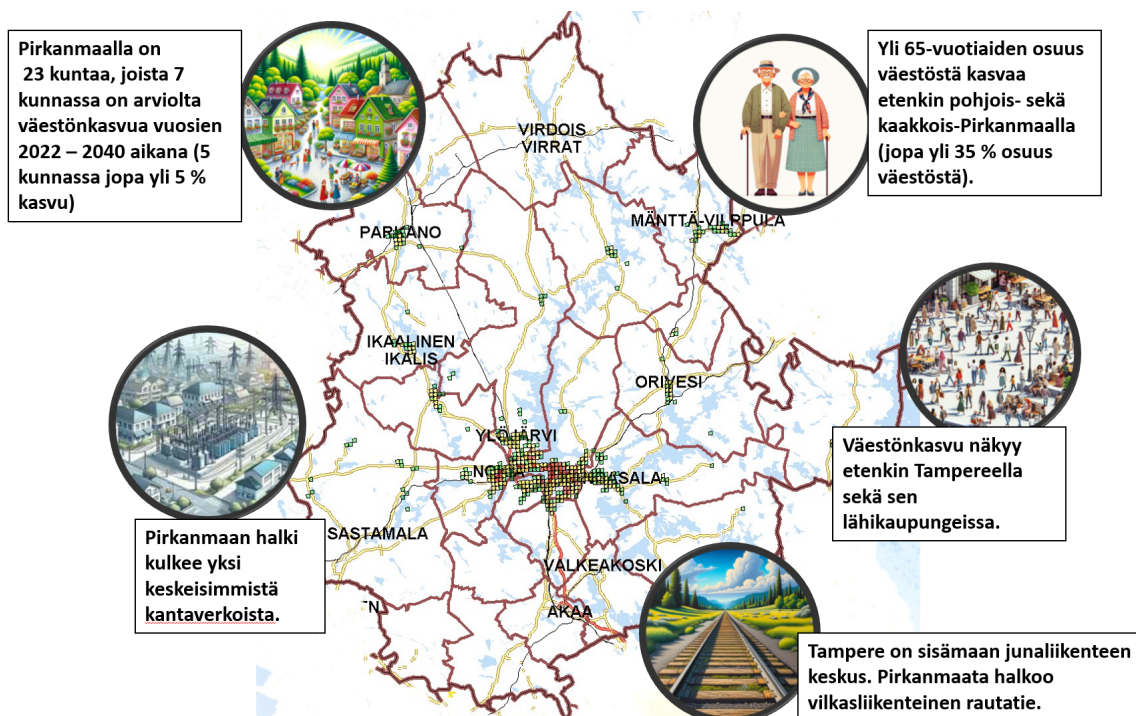 Pirkanmaalla on
23 kuntaa, joista 7
kunnassa on arviolta
väestönkasvua vuosien
2022 – 2040 aikana (5
kunnassa jopa yli 5 %
kasvu)
Yli 65-vuotiaiden osuus
väestöstä kasvaa
etenkin pohjois- sekä
kaakkois-Pirkanmaalla
(jopa yli 35 % osuus
väestöstä).
VIRDOIS
VIRRAT
MÄNTTÄ-VILPPULA
PARKANO
IKAALINEN
IKALIS
ORIVESI
YLÖJÄRVI
Väestönkasvu näkyy
etenkin Tampereella
sekä sen
lähikaupungeissa.
SASTAMALA
Pirkanmaan halki
kulkee yksi
keskeisimmistä
kantaverkoista.
VALKEAKOSKI
AKAA
Tampere on sisämaan junaliikenteen
keskus. Pirkanmaata halkoo
vilkasliikenteinen rautatie.